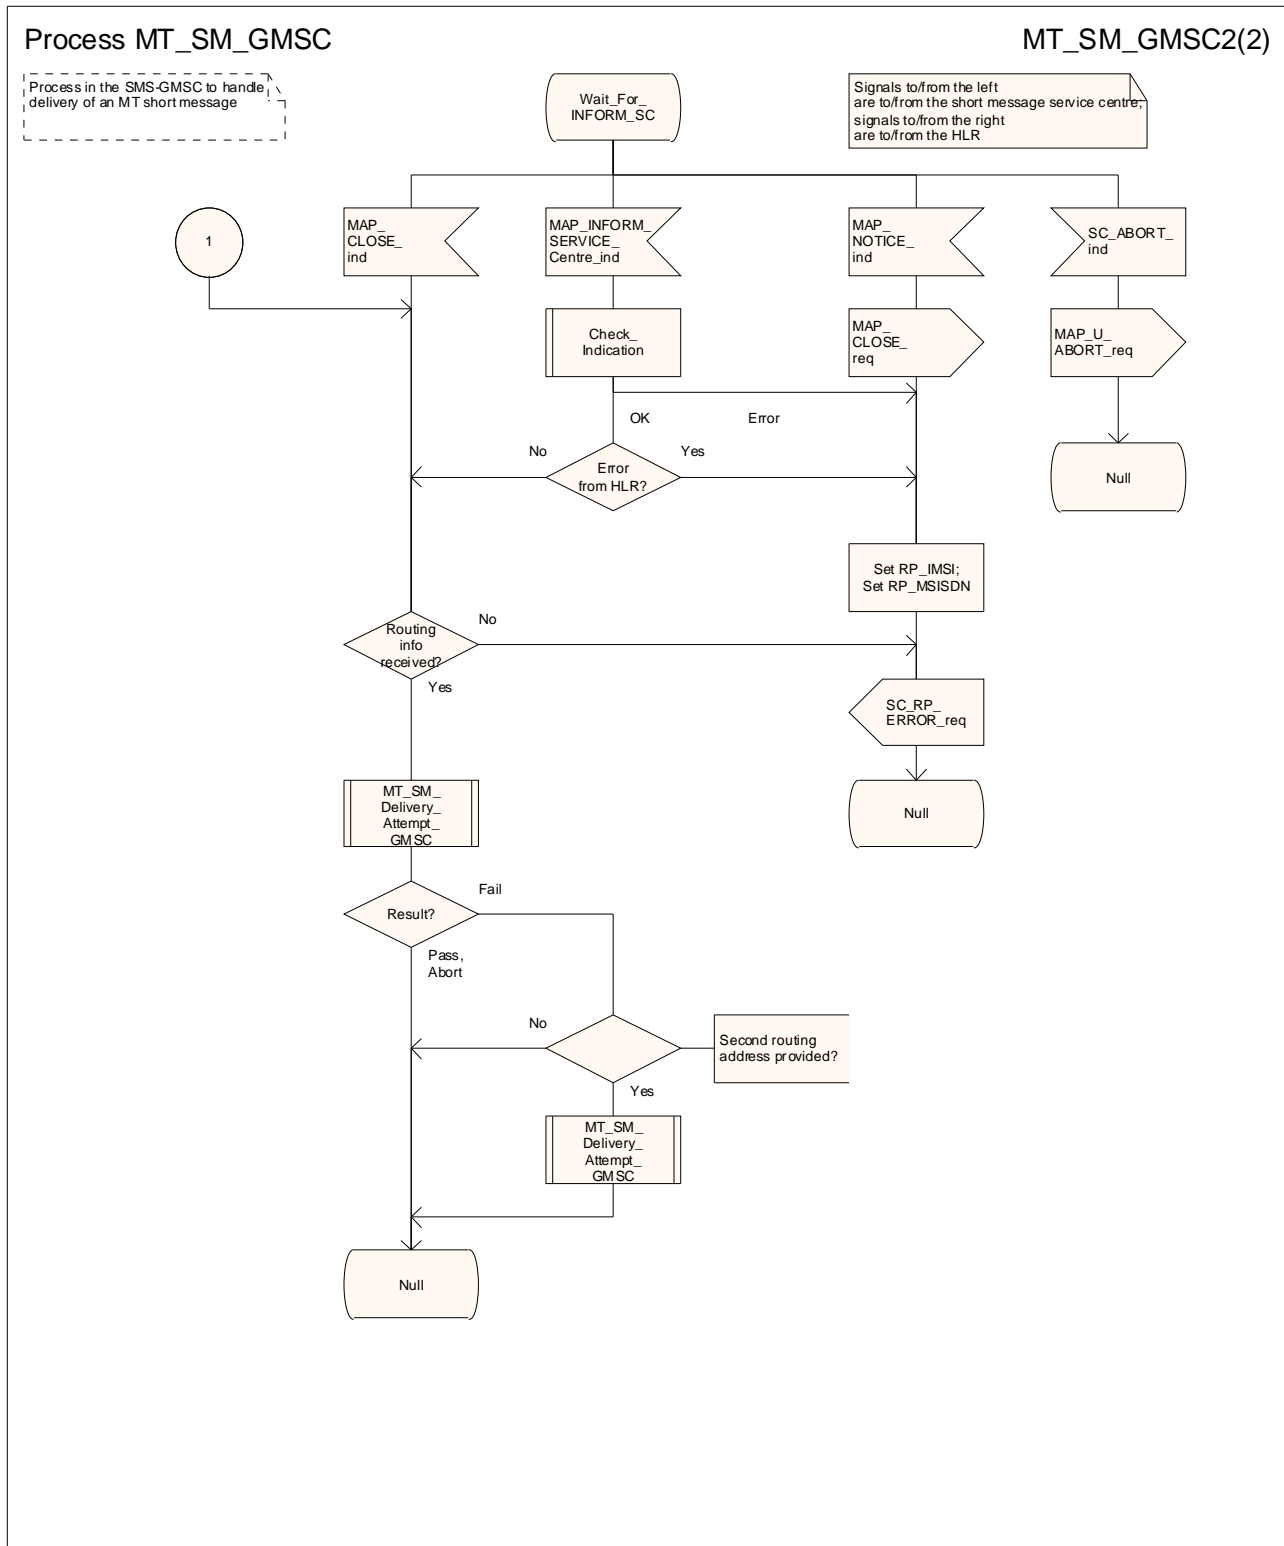 Process MT_SM_GMSC
MT_SM_GMSC2(2)
Process in the SMS-GMSC to handle
delivery of an MT short message
Wait_For_
INFORM_SC
Signals to/from the left
are to/from the short message service centre;
signals to/from the right
are to/from the HLR
1
MAP_
CLOSE_
ind
MAP_INFORM_
SERVICE_
Centre_ind
MAP_
NOTICE_
ind
SC_ABORT_
ind
Check_
Indication
MAP_
CLOSE_
req
MAP_U_
ABORT_req
OK
Error
No
Yes
Error
from HLR?
Null
Set RP_IMSI;
Set RP_MSISDN
No
Routing
info
received?
Yes
SC_RP_
ERROR_req
MT_SM_
Delivery_
Attempt_
GMSC
Null
Fail
Result?
Pass,
Abort
No
Second routing
address provided?
Yes
MT_SM_
Delivery_
Attempt_
GMSC
Null